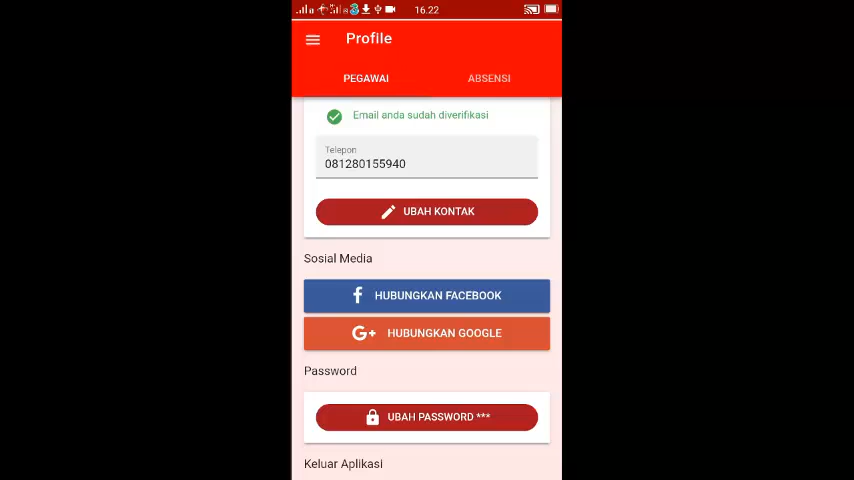 16.22
Profile
PEGAWAI
ABSENSI
Email anda sudah diverifikasi
Telepon
081280155940
UBAH KONTAK
Sosial Media
HUBUNGKAN FACEBOOK
G+ HUBUNGKAN GOOGLE
Password
UBAH PASSWORD ***
Keluar Aplikasi